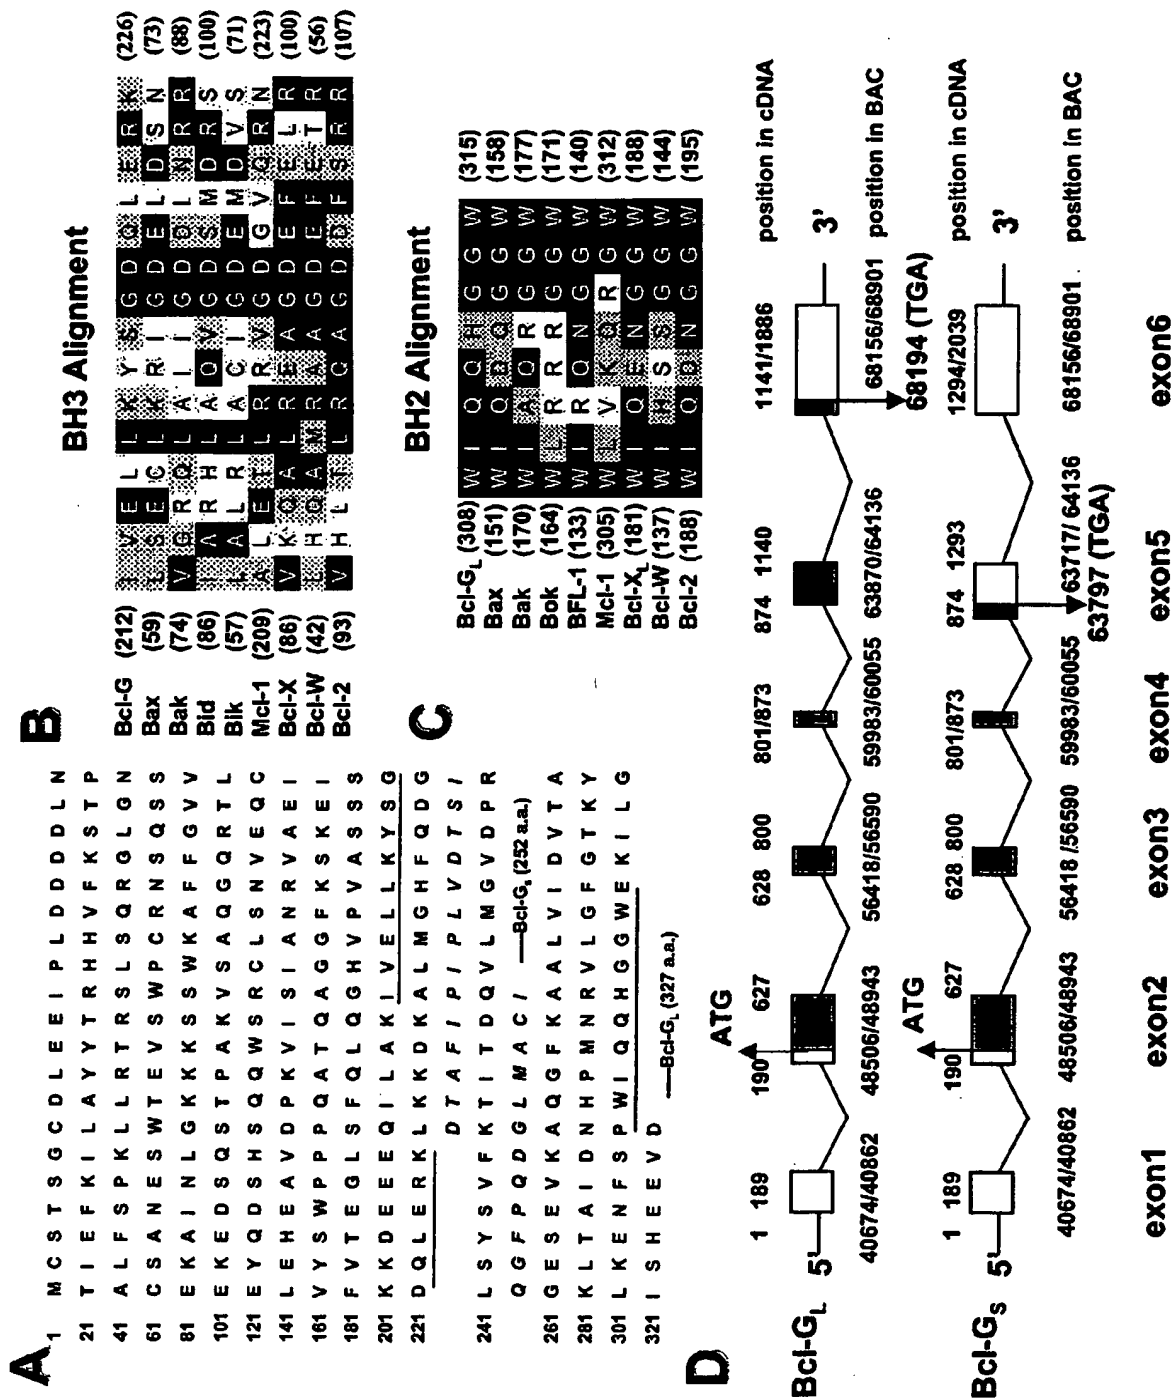 A
1 M C S T S G C D L E E I P L D D D D L N
21 T I E F K I L A Y Y T R H H V F K S T P
41 A L F S P K L L R T R S L S Q R G L G N
61 C S A N E S W T E V S W P C R N S Q S S
81 E K A I N L G K K K S S W K A F F G V V
101 E K E D S Q S T P A K V S A Q G Q R T L
121 E Y Q D S H S Q Q W S R C L S N V E Q C
141 L E H E A V D P K V I S I A N R V A E I
161 V Y S W P P P Q A T Q A G G F K S K E I
181 F V T E G L S F Q L Q G H V P V A S S S
201 K K D E E E Q I L A K I V E L L K Y S G
221 D Q L E R K L K K D K A L M G H F Q D G
D T A F I P I P L V D T S I
241 L S Y S V F K T I T D Q V L M G V D P R
Q G F P Q D G L M A C I —Bcl-Gs (252 a.a.)
261 G E S E V K A Q G F K A A L V I D V T A
281 K L T A I D N H P M N R V L G F G T K Y
301 L K E N F S P W I Q Q H G G W E K I L G
321 I S H E E V D —Bcl-GL (327 a.a.)
B
BH3 Alignment
Bcl-G (212) I V E L L K Y S G D Q L E R K (226)
Bax (59) L S E C L K R I G D E L D S N (73)
Bak (74) V G R Q L A I I G D D L N R R (88)
Bid (86) I A R H L A Q V G D S M D R S (100)
Bik (57) L A L R L A C I G D E M D V S (71)
Mcl-1 (209) A L E T L R R V G D G V Q R N (223)
Bcl-X (86) V K Q A L R E A G D E F E L R (100)
Bcl-W (42) L H Q A M R A A G D E F E T R (56)
Bcl-2 (93) V H L T L R Q A G D D F S R R (107)
C
BH2 Alignment
Bcl-GL (308) W I Q Q H G G W (315)
Bax (151) W I Q D Q G G W (158)
Bak (170) W I A Q R G G W (177)
Bok (164) W L R R R G G W (171)
BFL-1 (133) W I R Q N G G W (140)
Mcl-1 (305) W L V K Q R G W (312)
Bcl-XL (181) W I Q E N G G W (188)
Bcl-W (137) W I H S S G G W (144)
Bcl-2 (188) W I Q D N G G W (195)
D
ATG
1 189 190 627 628 800 801/873 874 1140 1141/1886 position in cDNA
Bcl-GL 5' 3'
40674/40862 48506/48943 56418/56590 59983/60055 63870/64136 68156/68901 position in BAC
68194 (TGA)
ATG
1 189 190 627 628 800 801/873 874 1293 1294/2039 position in cDNA
Bcl-GS 5' 3'
40674/40862 48506/48943 56418 /56590 59983/60055 63717/ 64136 68156/68901 position in BAC
63797 (TGA)
exon1 exon2 exon3 exon4 exon5 exon6